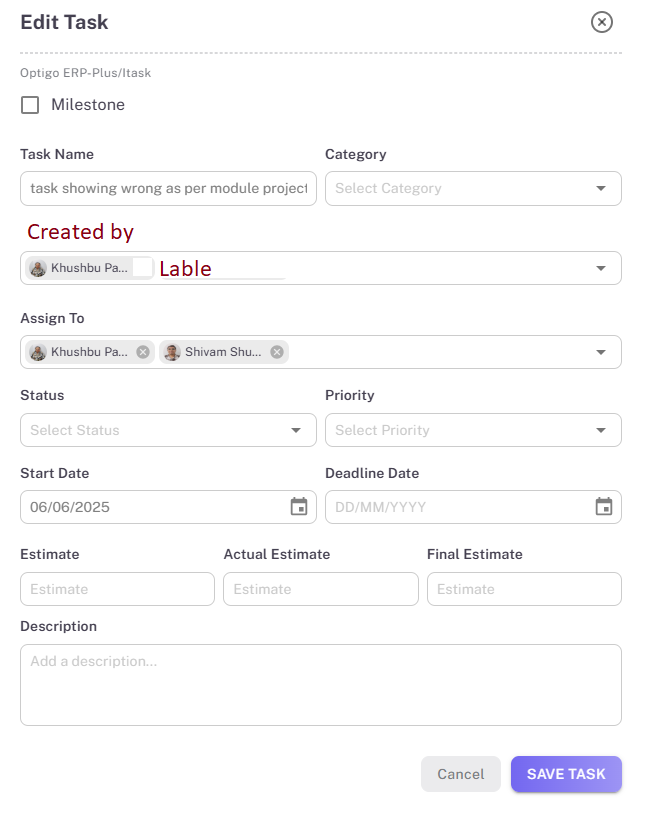 Edit Task
Optigo ERP-Plus/Itask
Milestone
Task Name Category
task showing wrong as per module project Select Category
Created by
Khushbu Pa... Lable
Assign To
Khushbu Pa... Shivam Shu...
Status Priority
Select Status Select Priority
Start Date Deadline Date
06/06/2025 DD/MM/YYYY
Estimate Actual Estimate Final Estimate
Estimate Estimate Estimate
Description
Add a description...
Cancel SAVE TASK